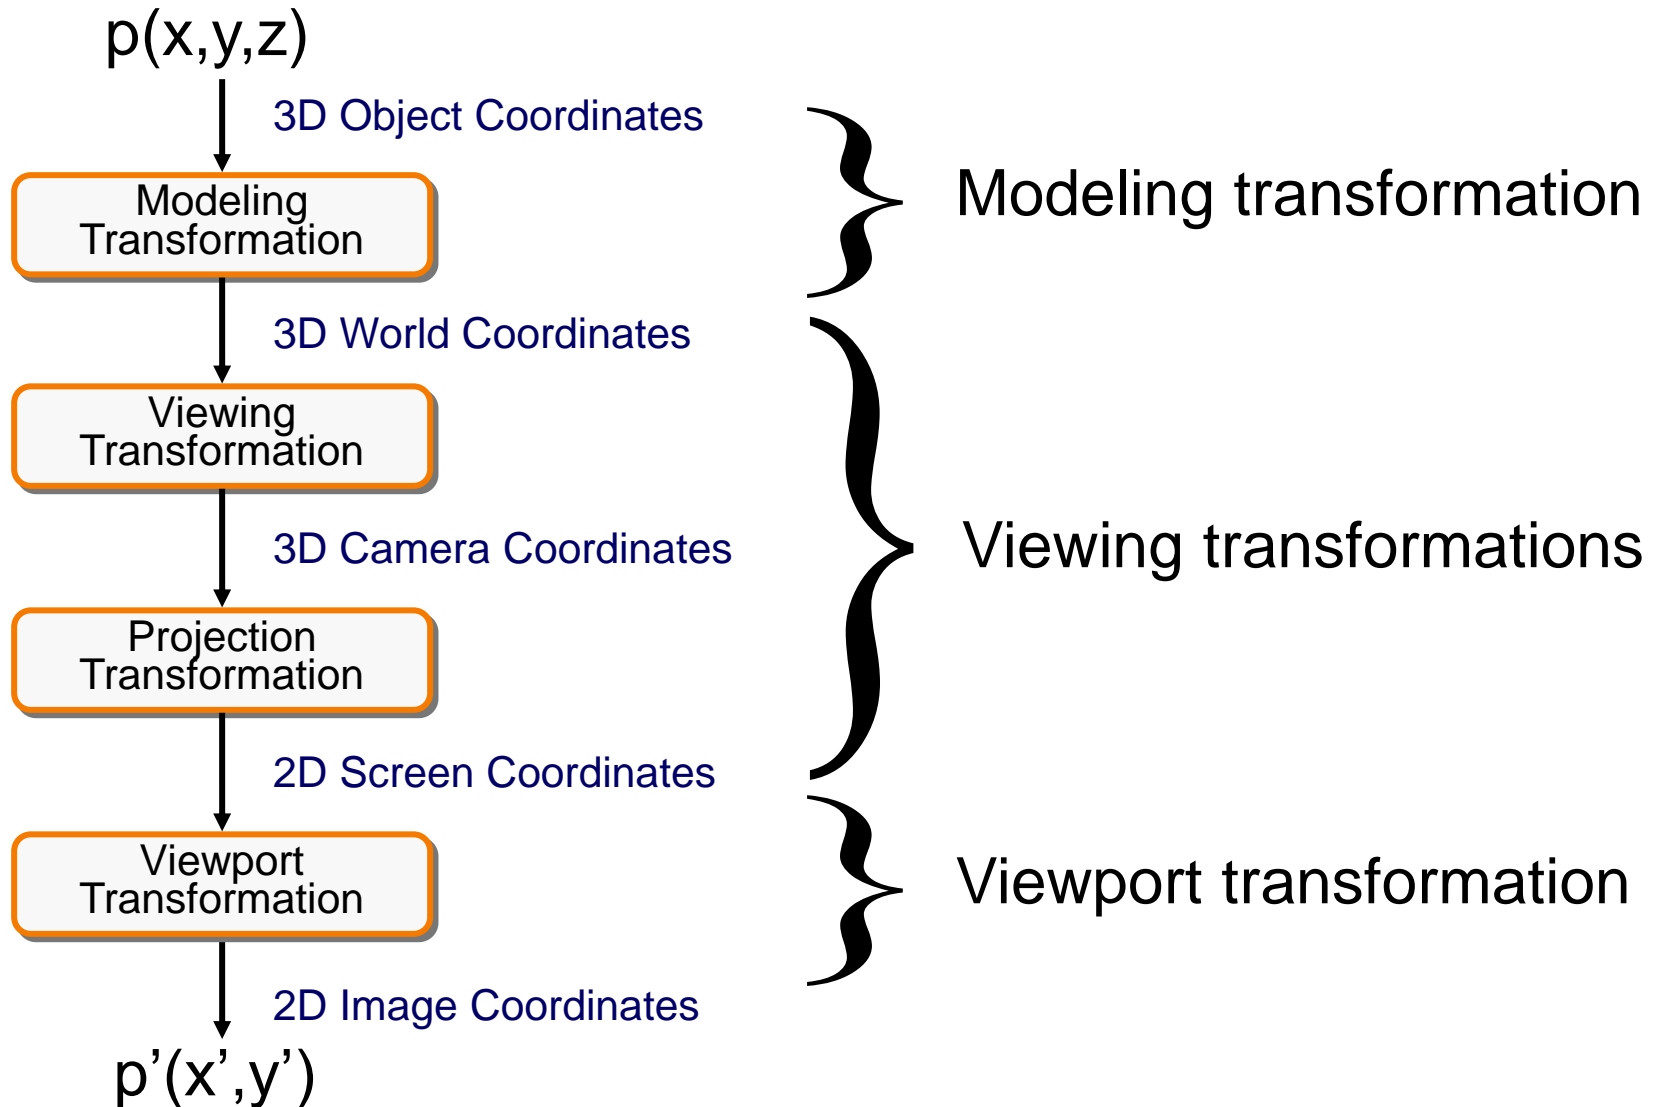 p(x,y,z)
3D Object Coordinates
Modeling
Transformation
Modeling transformation
3D World Coordinates
Viewing
Transformation
3D Camera Coordinates
Viewing transformations
Projection
Transformation
2D Screen Coordinates
Viewport
Transformation
Viewport transformation
2D Image Coordinates
p’(x’,y’)